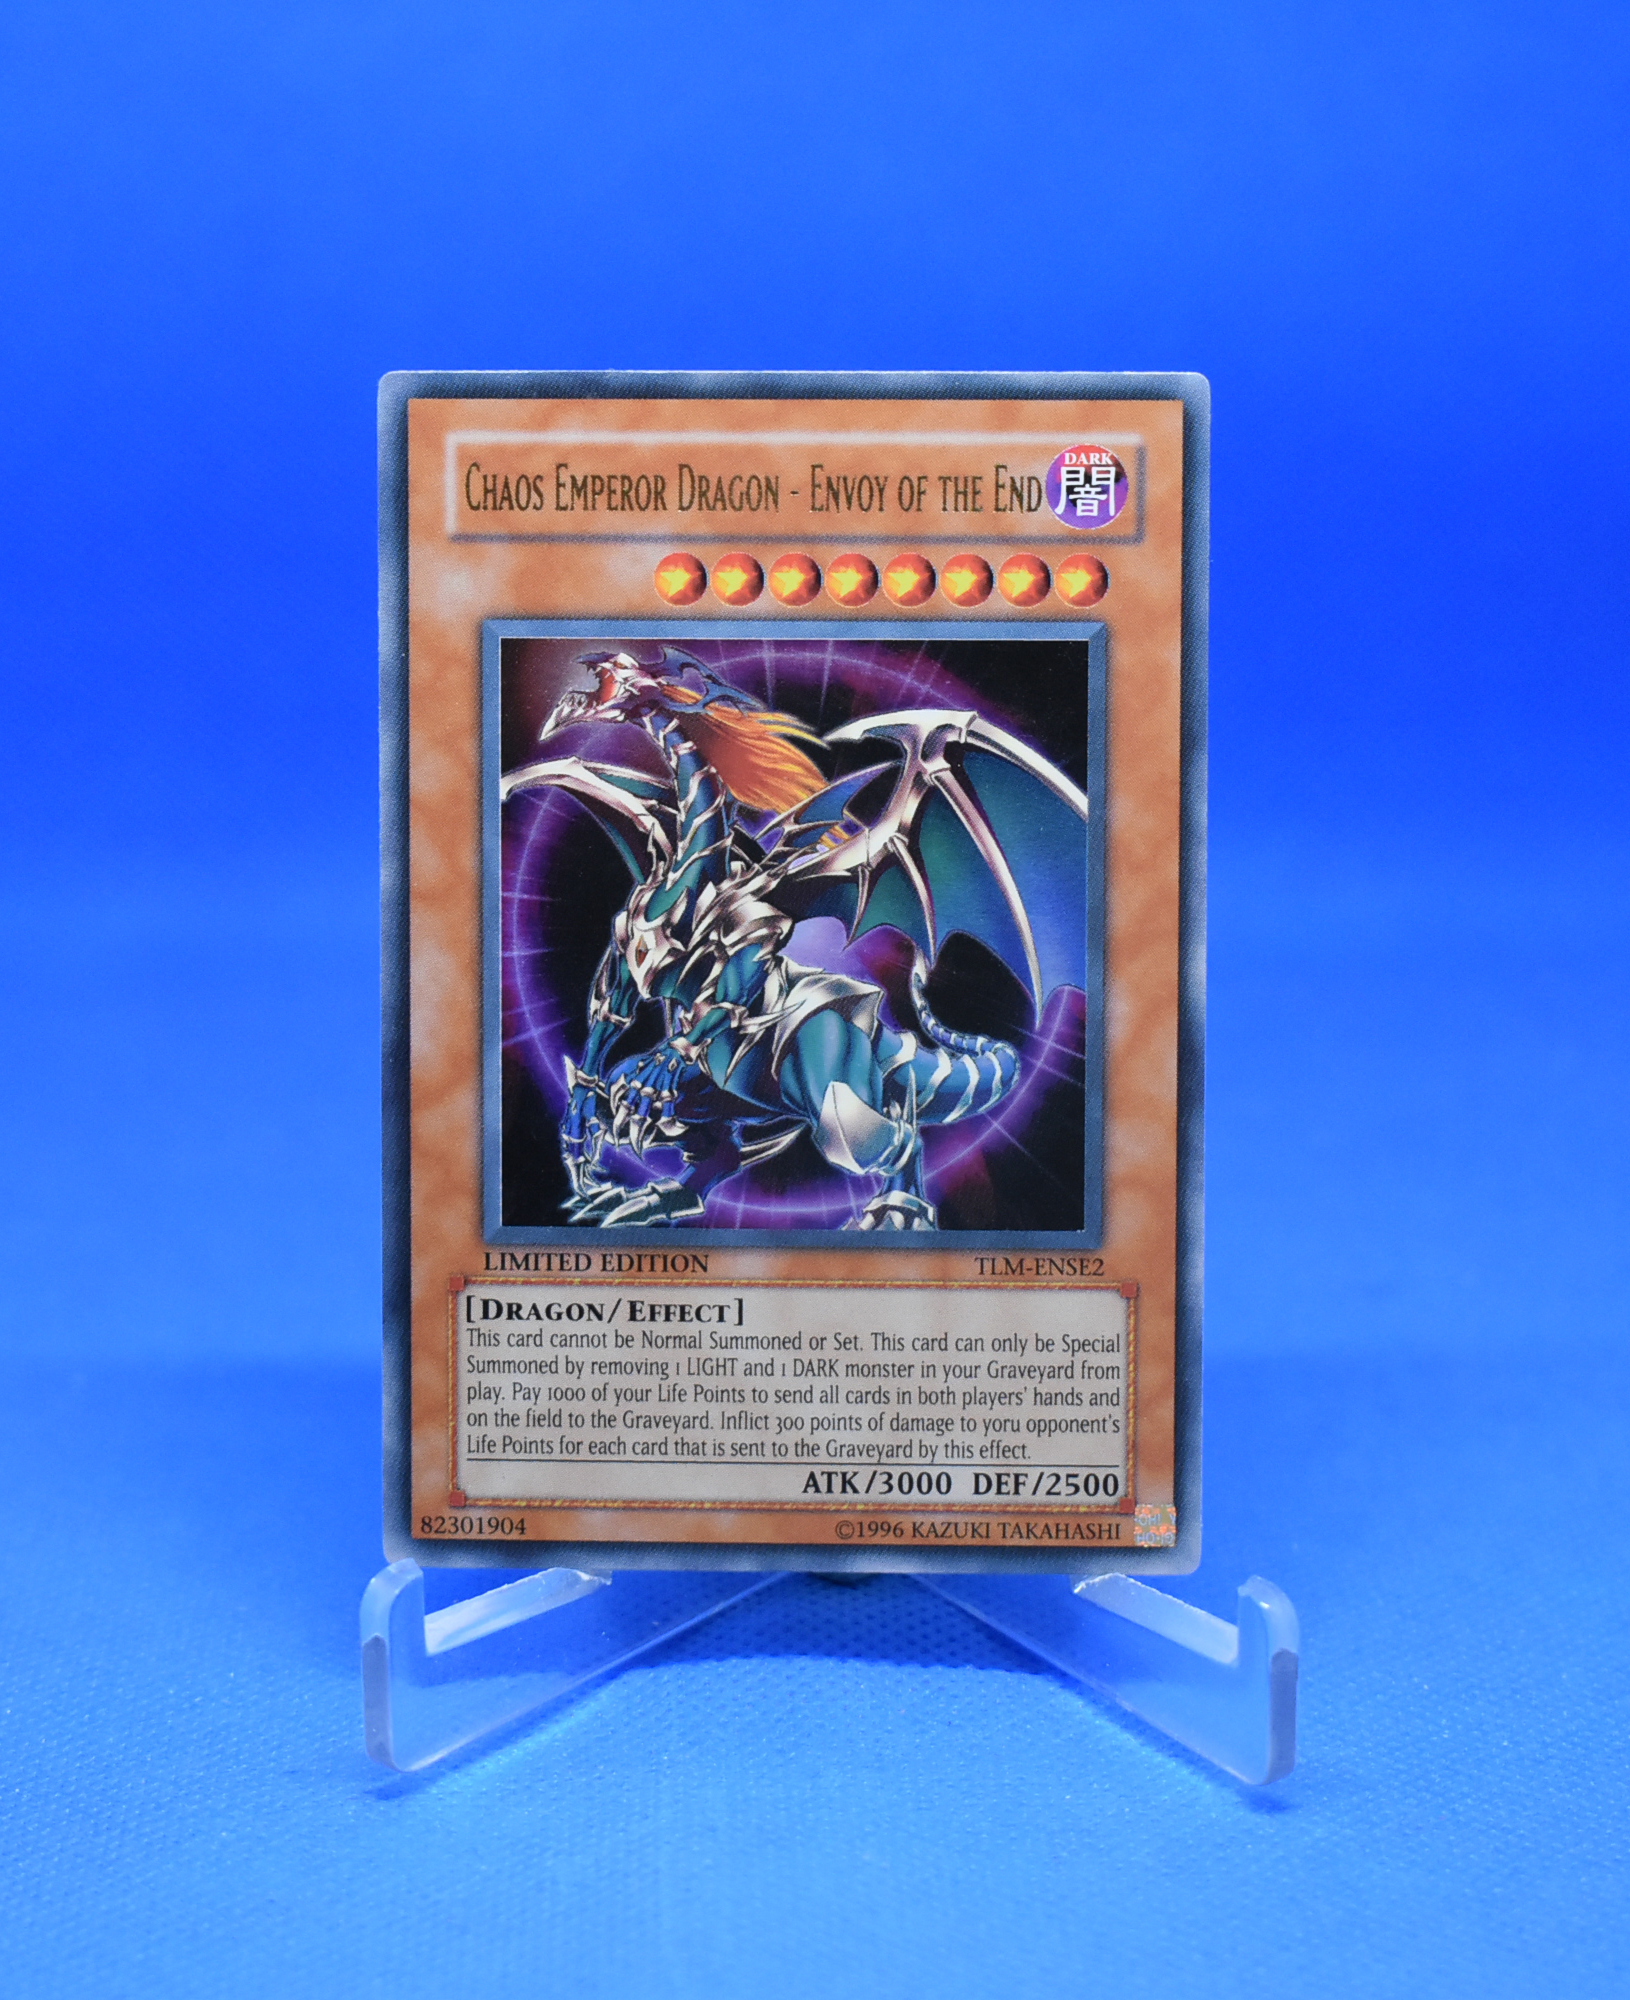 CHAOS EMPEROR DRAGON - ENVOY OF THE END
DARK
闇
LIMITED EDITION
TLM-ENSE2
[DRAGON/EFFECT]
This card cannot be Normal Summoned or Set. This card can only be Special
Summoned by removing 1 LIGHT and 1 DARK monster in your Graveyard from
play. Pay 1000 of your Life Points to send all cards in both players' hands and
on the field to the Graveyard. Inflict 300 points of damage to yoru opponent's
Life Points for each card that is sent to the Graveyard by this effect.
ATK/3000 DEF/2500
82301904
©1996 KAZUKI TAKAHASHI